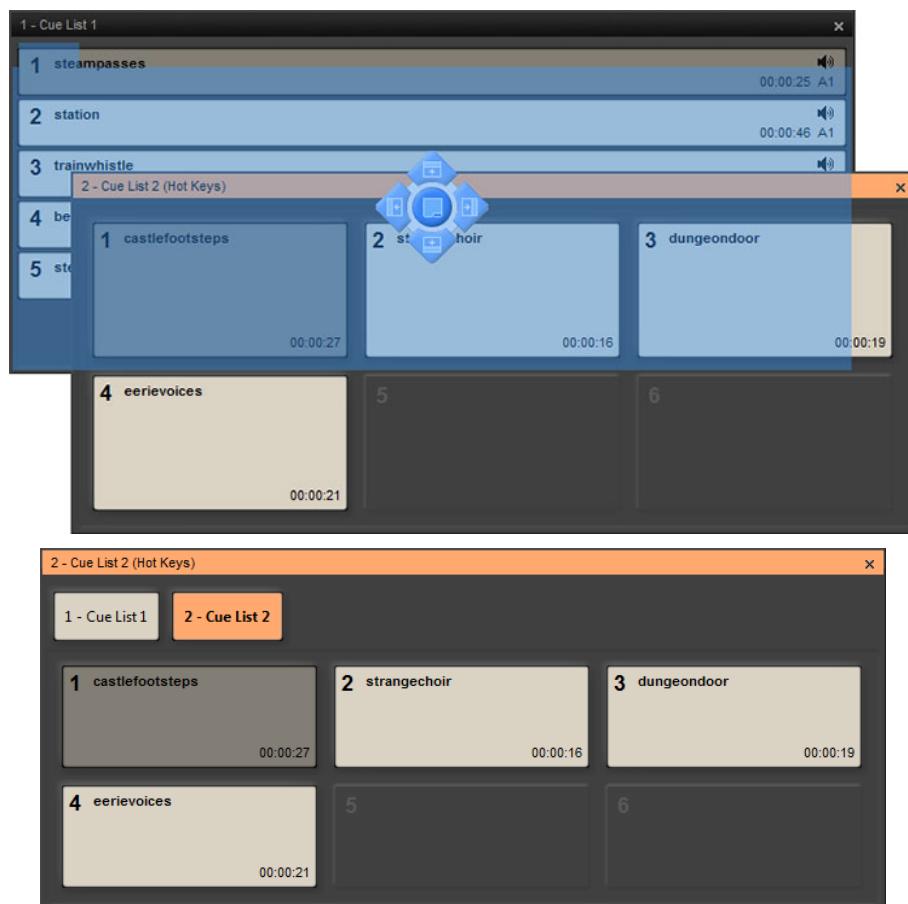 1 - Cue List 1
1 steampasses
00:00:25 A1
2 station
00:00:46 A1
3 trainwhistle
2 - Cue List 2 (Hot Keys)
4 be
5 ste
1 castlefootsteps
00:00:27
2 st choir
00:00:16
3 dungeondoor
00:00:19
4 eerievoices
00:00:21
5
6
2 - Cue List 2 (Hot Keys)
1 - Cue List 1
2 - Cue List 2
1 castlefootsteps
00:00:27
2 strangechoir
00:00:16
3 dungeondoor
00:00:19
4 eerievoices
00:00:21
5
6